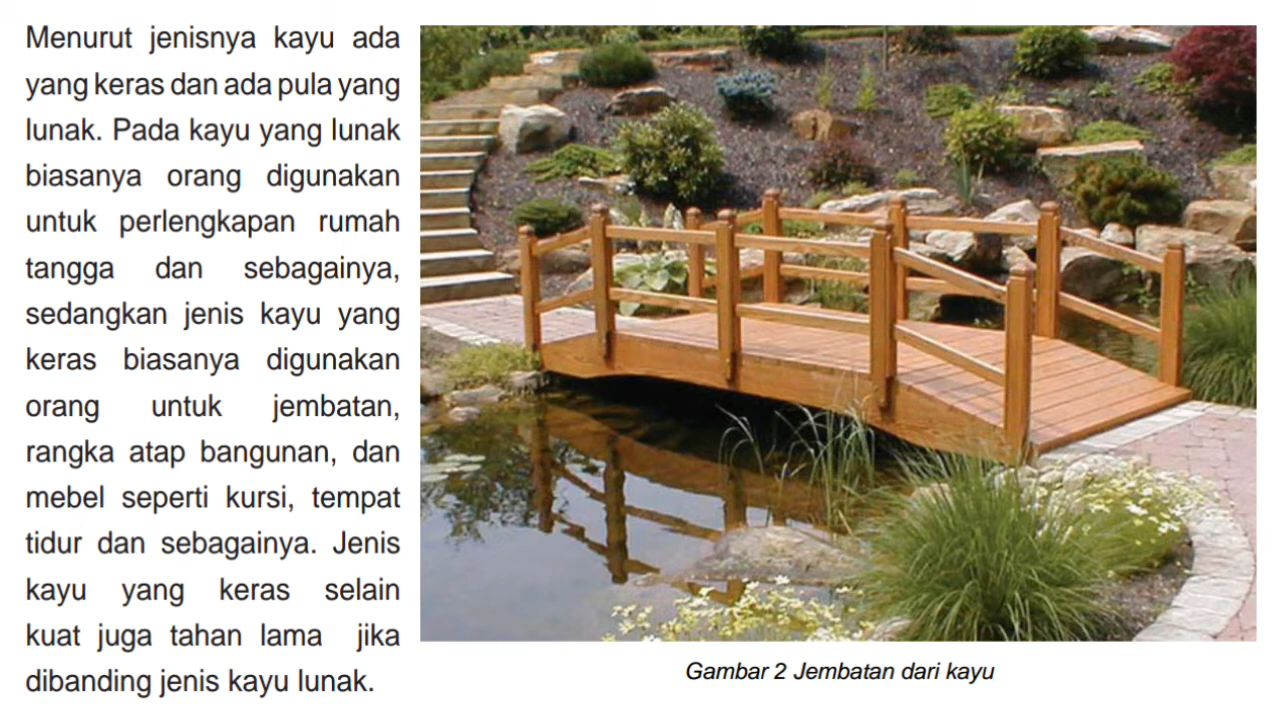 Menurut jenisnya kayu ada
yang keras dan ada pula yang
lunak. Pada kayu yang lunak
biasanya orang digunakan
untuk perlengkapan rumah
tangga dan sebagainya,
sedangkan jenis kayu yang
keras biasanya digunakan
orang untuk jembatan,
rangka atap bangunan, dan
mebel seperti kursi, tempat
tidur dan sebagainya. Jenis
kayu yang keras selain
kuat juga tahan lama jika
dibanding jenis kayu lunak.
Gambar 2 Jembatan dari kayu